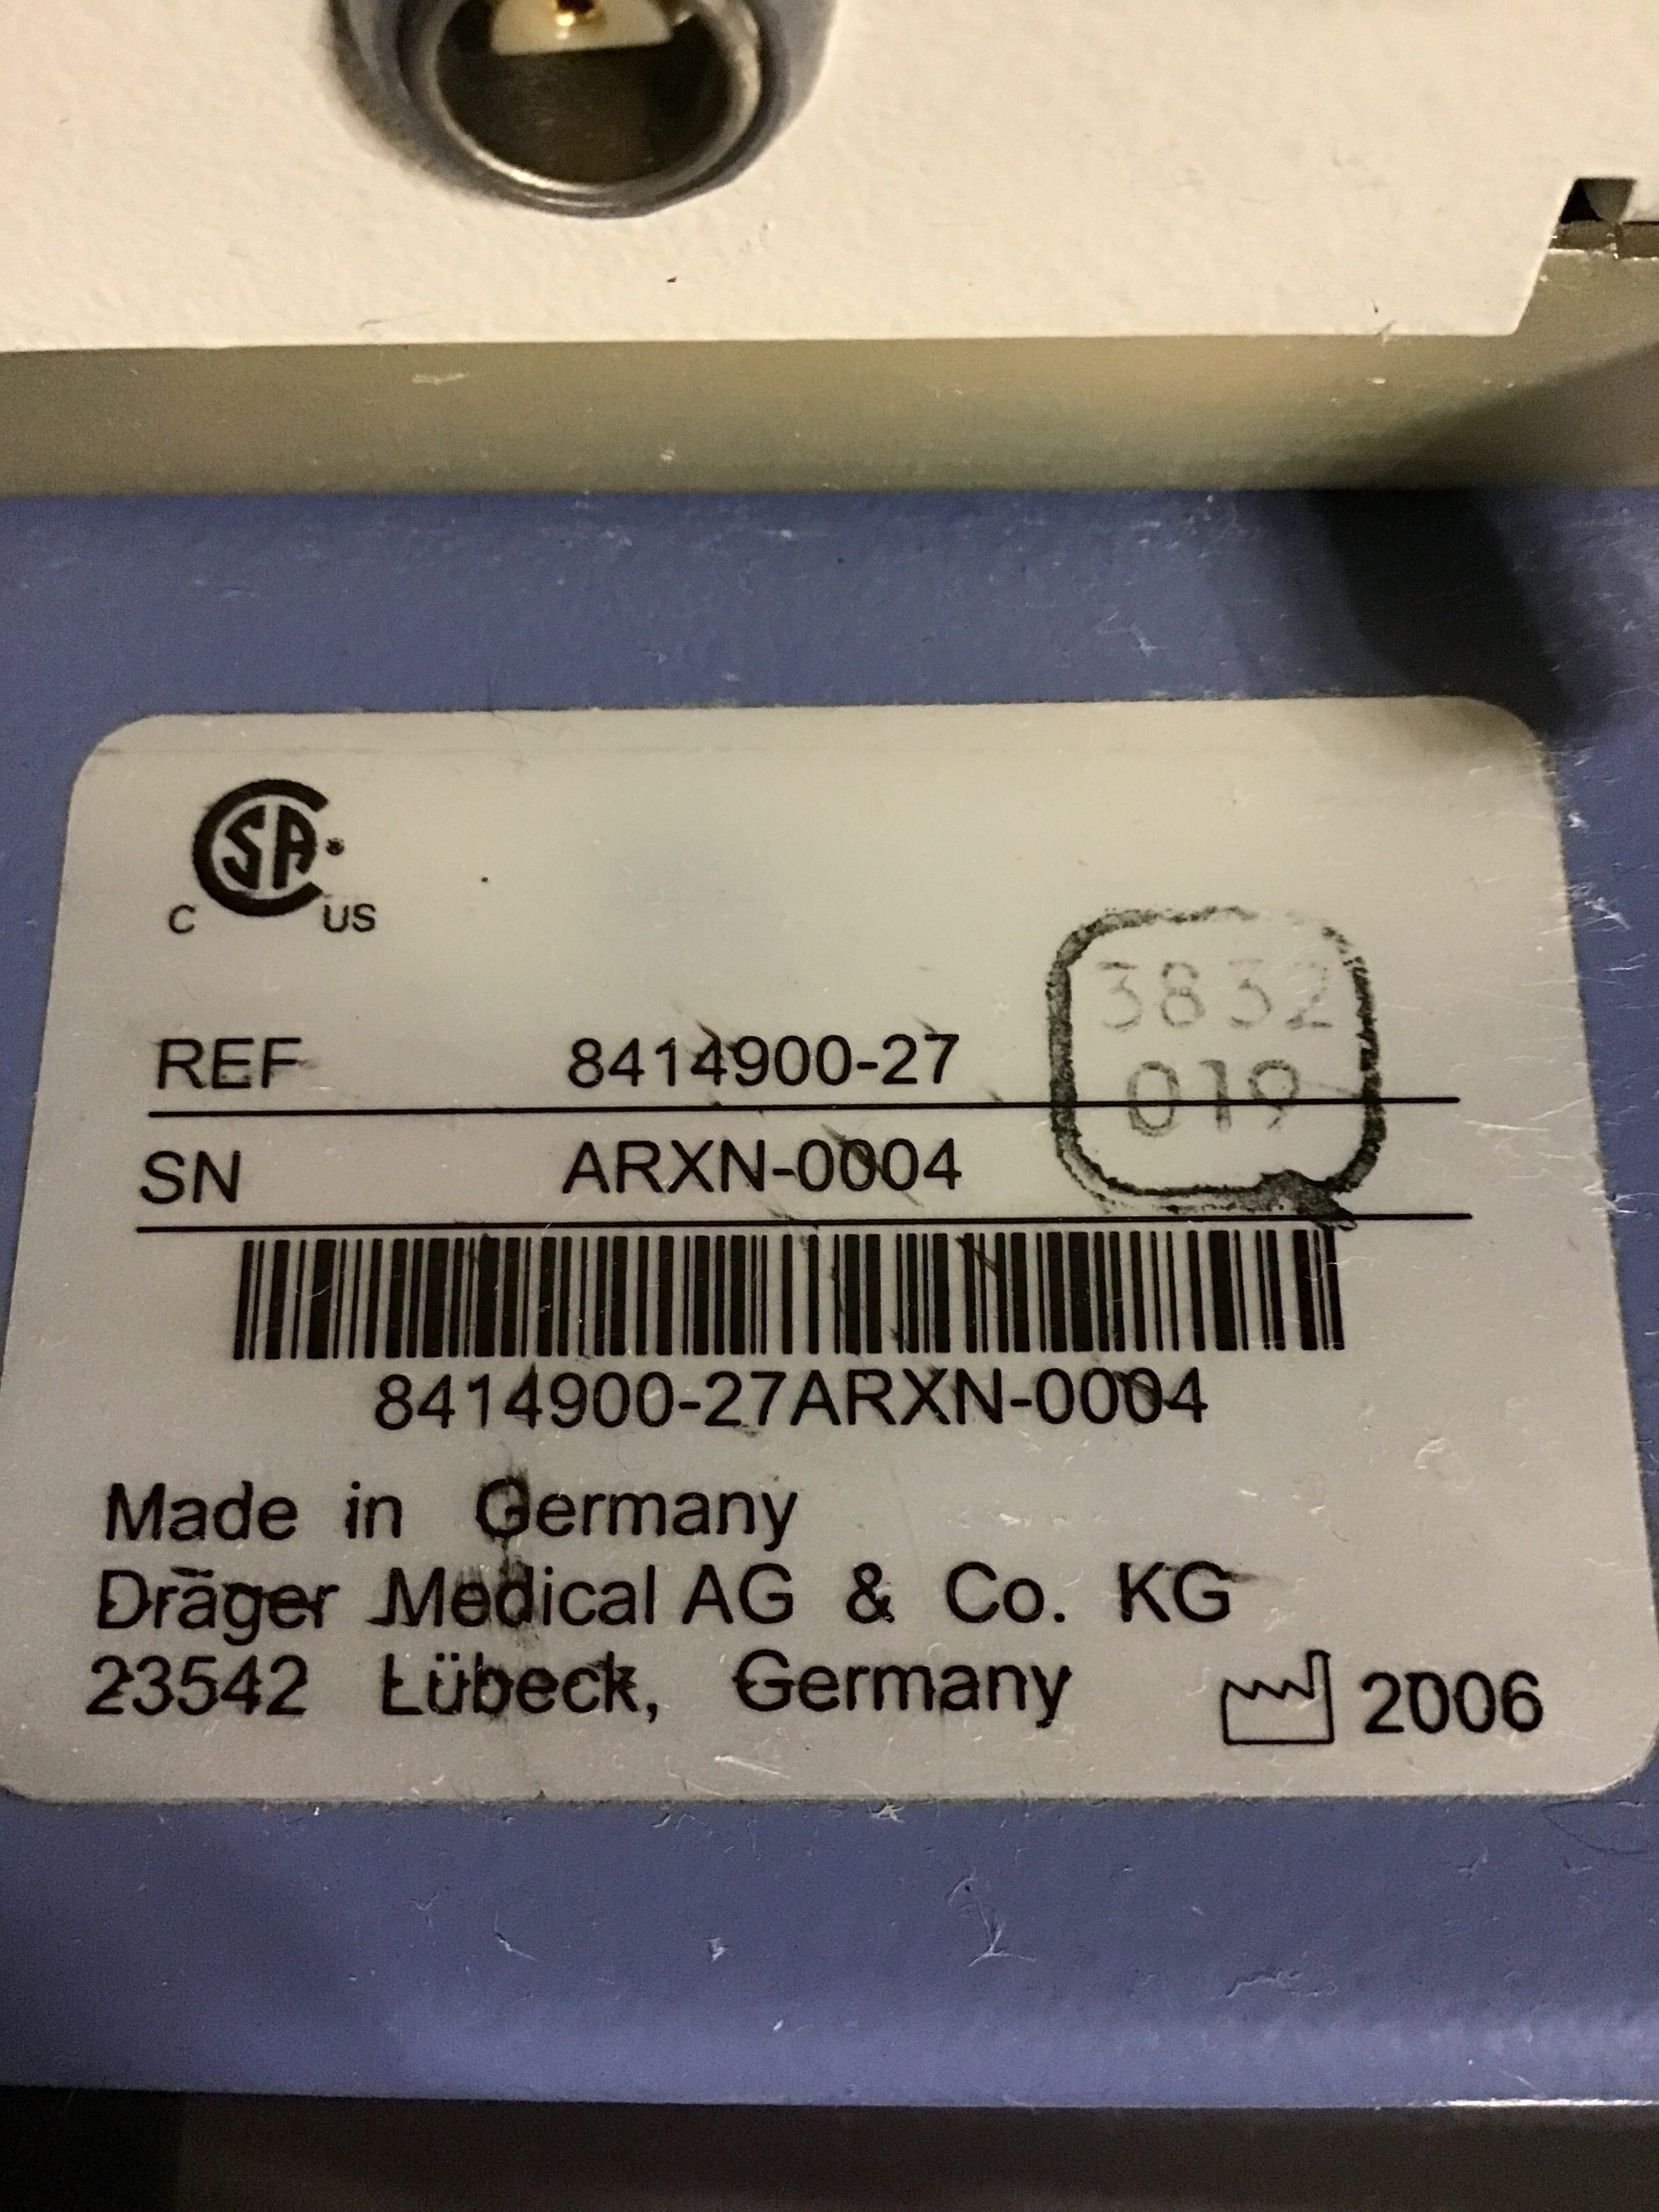 CSA®
C US
3832
REF 8414900-27
019
SN ARXN-0004
8414900-27ARXN-0004
Made in Germany
Dräger Medical AG & Co. KG
23542 Lübeck, Germany 2006